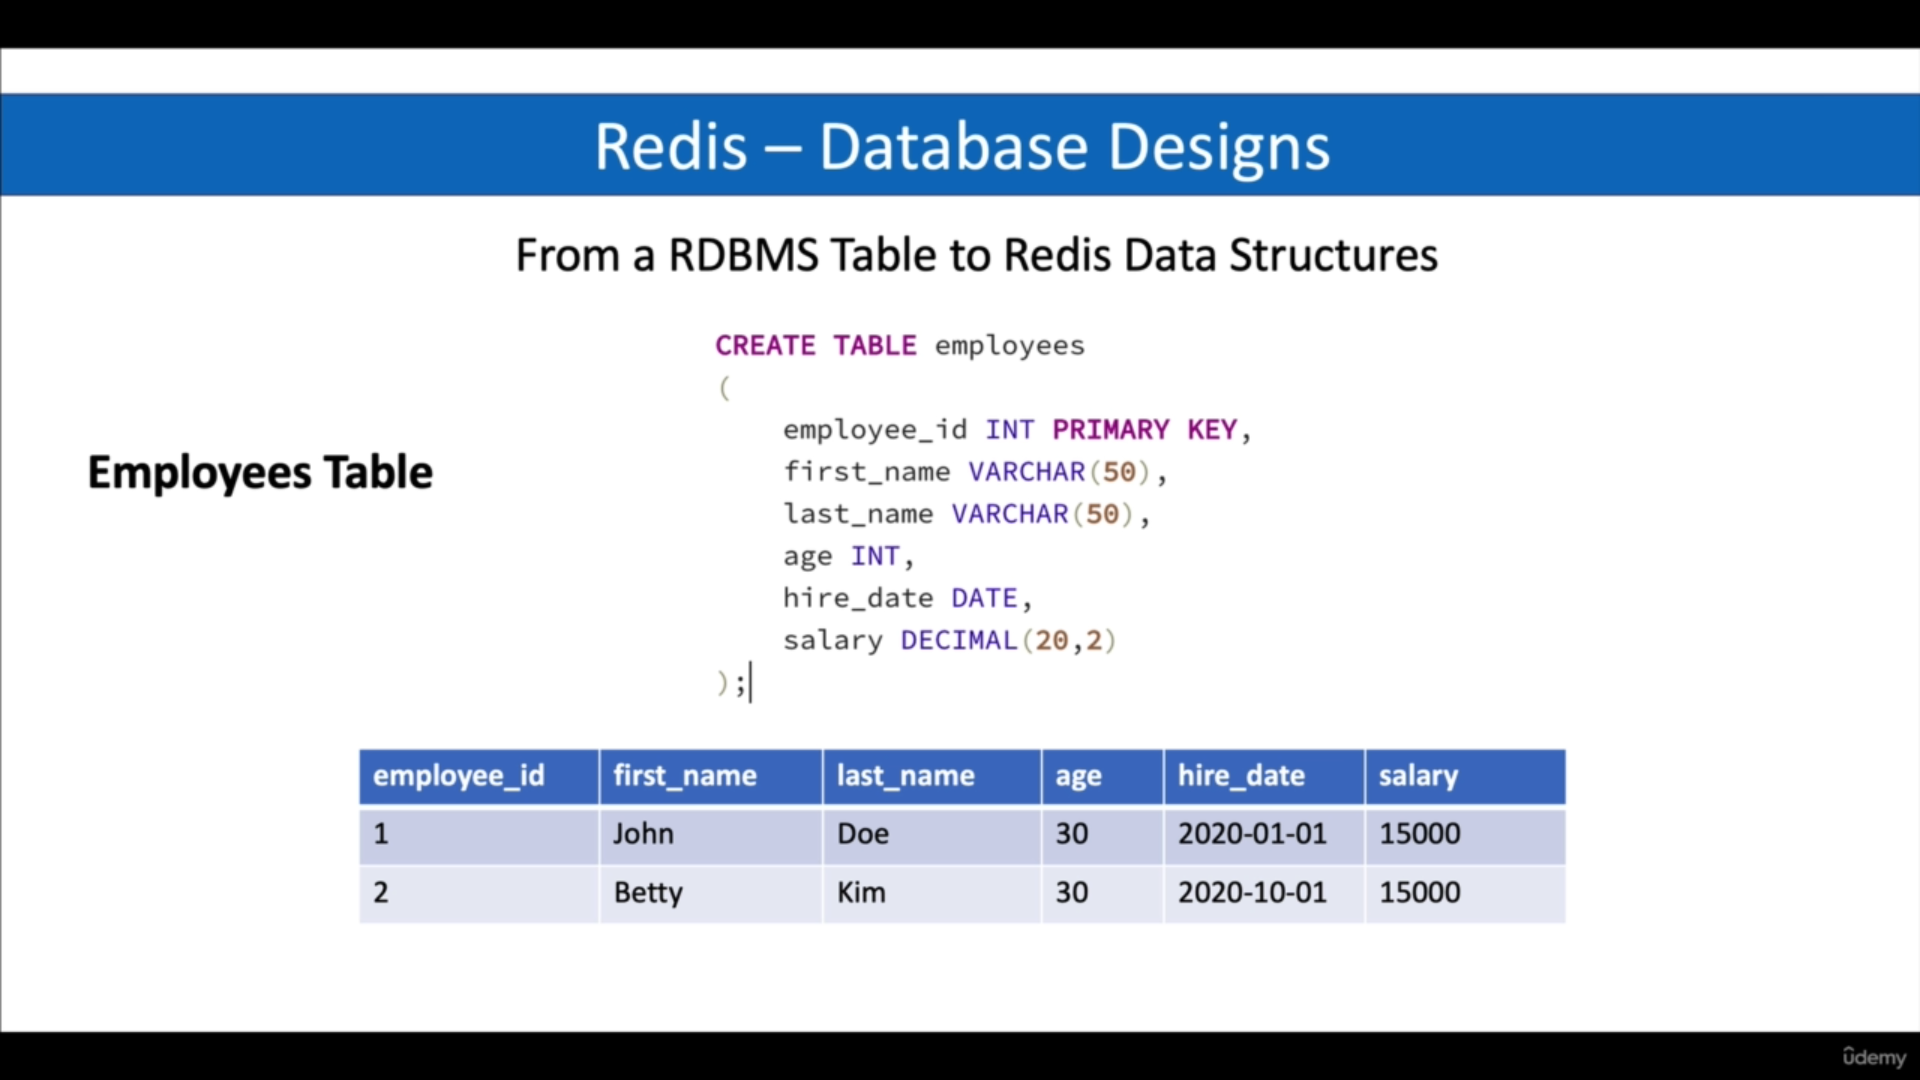 Redis – Database Designs
From a RDBMS Table to Redis Data Structures
Employees Table
CREATE TABLE employees
(
employee_id INT PRIMARY KEY,
first_name VARCHAR(50),
last_name VARCHAR(50),
age INT,
hire_date DATE,
salary DECIMAL(20,2)
);
employee_id first_name last_name age hire_date salary
1 John Doe 30 2020-01-01 15000
2 Betty Kim 30 2020-10-01 15000
ûdemy